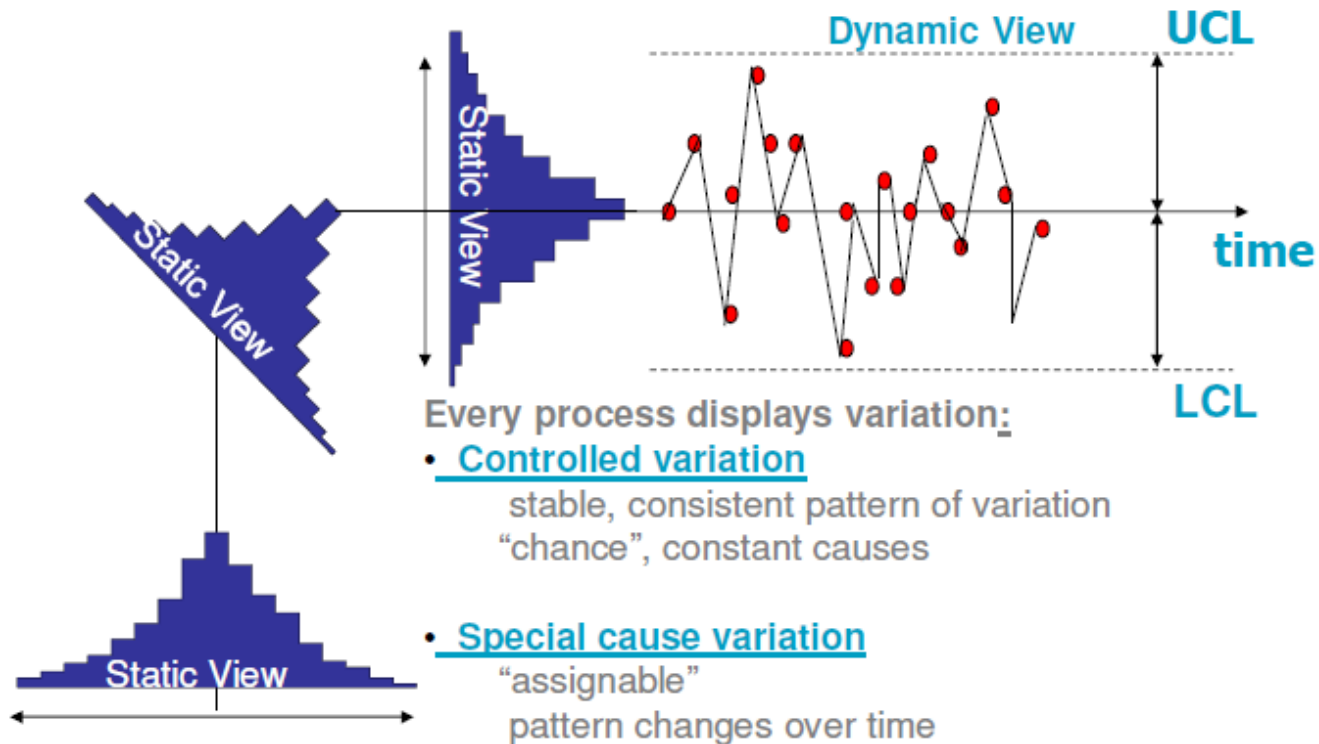 Dynamic View
UCL
Static View
Static View
time
LCL
Every process displays variation:
• Controlled variation
stable, consistent pattern of variation
“chance”, constant causes
• Special cause variation
“assignable”
pattern changes over time
Static View